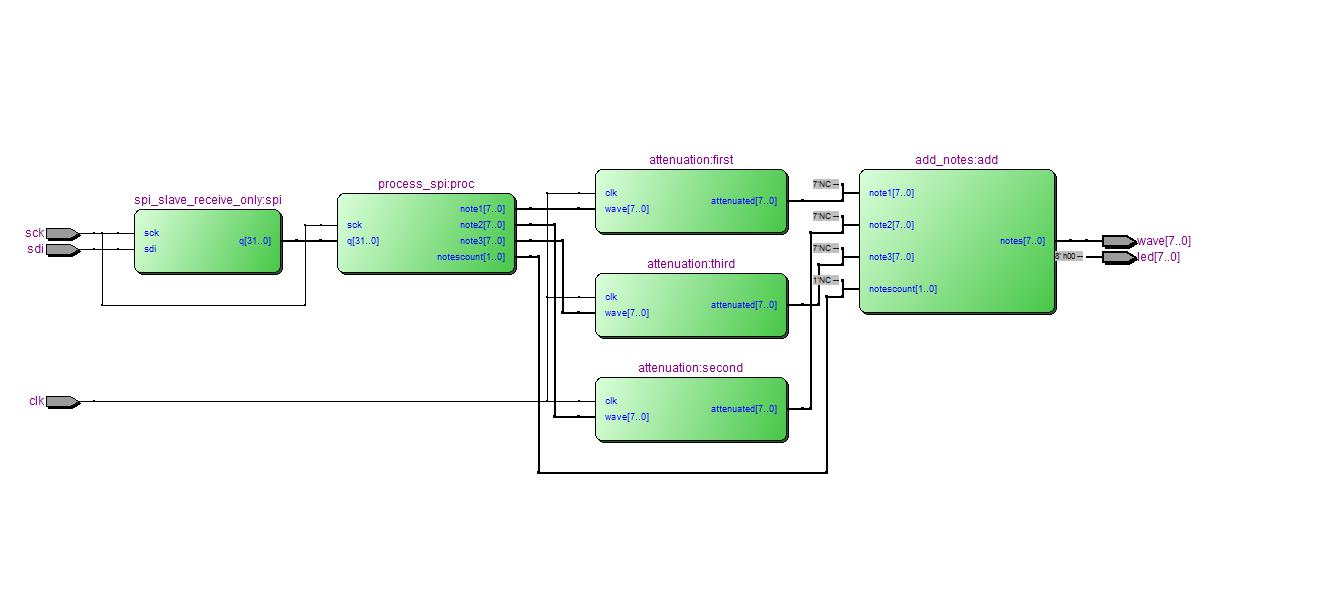 sck
sdi
clk
spi_slave_receive_only:spi
sck
sdi
q[31..0]
process_spi:proc
sck
q[31..0]
note1[7..0]
note2[7..0]
note3[7..0]
notescount[1..0]
attenuation:first
clk
wave[7..0]
attenuated[7..0]
attenuation:third
clk
wave[7..0]
attenuated[7..0]
attenuation:second
clk
wave[7..0]
attenuated[7..0]
7'NC --
7'NC --
7'NC --
1'NC --
add_notes:add
note1[7..0]
note2[7..0]
note3[7..0]
notescount[1..0]
notes[7..0]
8' h00 --
wave[7..0]
led[7..0]